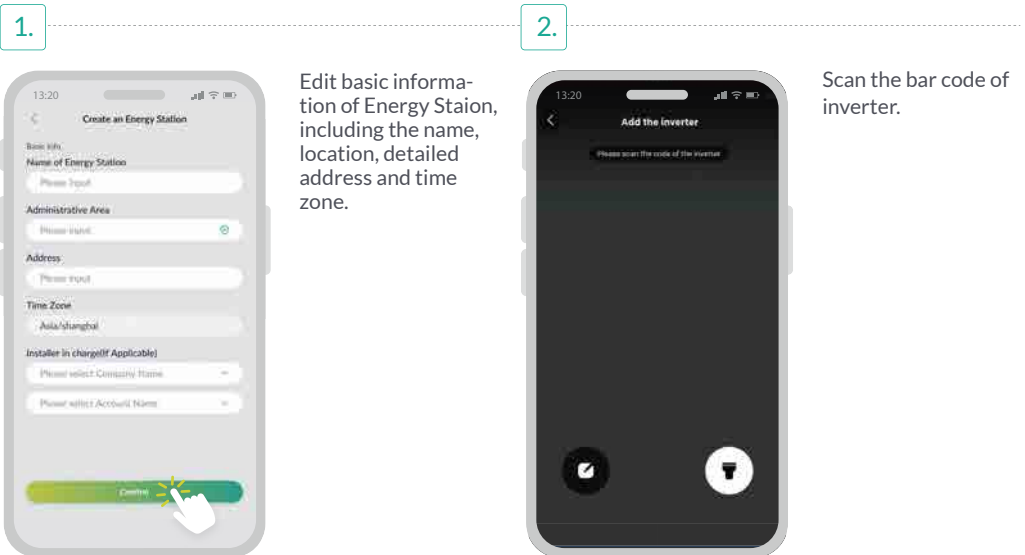 1.
13:20
Create an Energy Station
Basic Info
Name of Energy Station
Please Input
Administrative Area
Please input
Address
Please input
Time Zone
Asia/shanghai
Installer in charge(If Applicable)
Please select Company Name
Please select Account Name
Confirm
Edit basic informa-
tion of Energy Staion,
including the name,
location, detailed
address and time
zone.
2.
13:20
Add the inverter
Please scan the code of the inverter
Scan the bar code of
inverter.